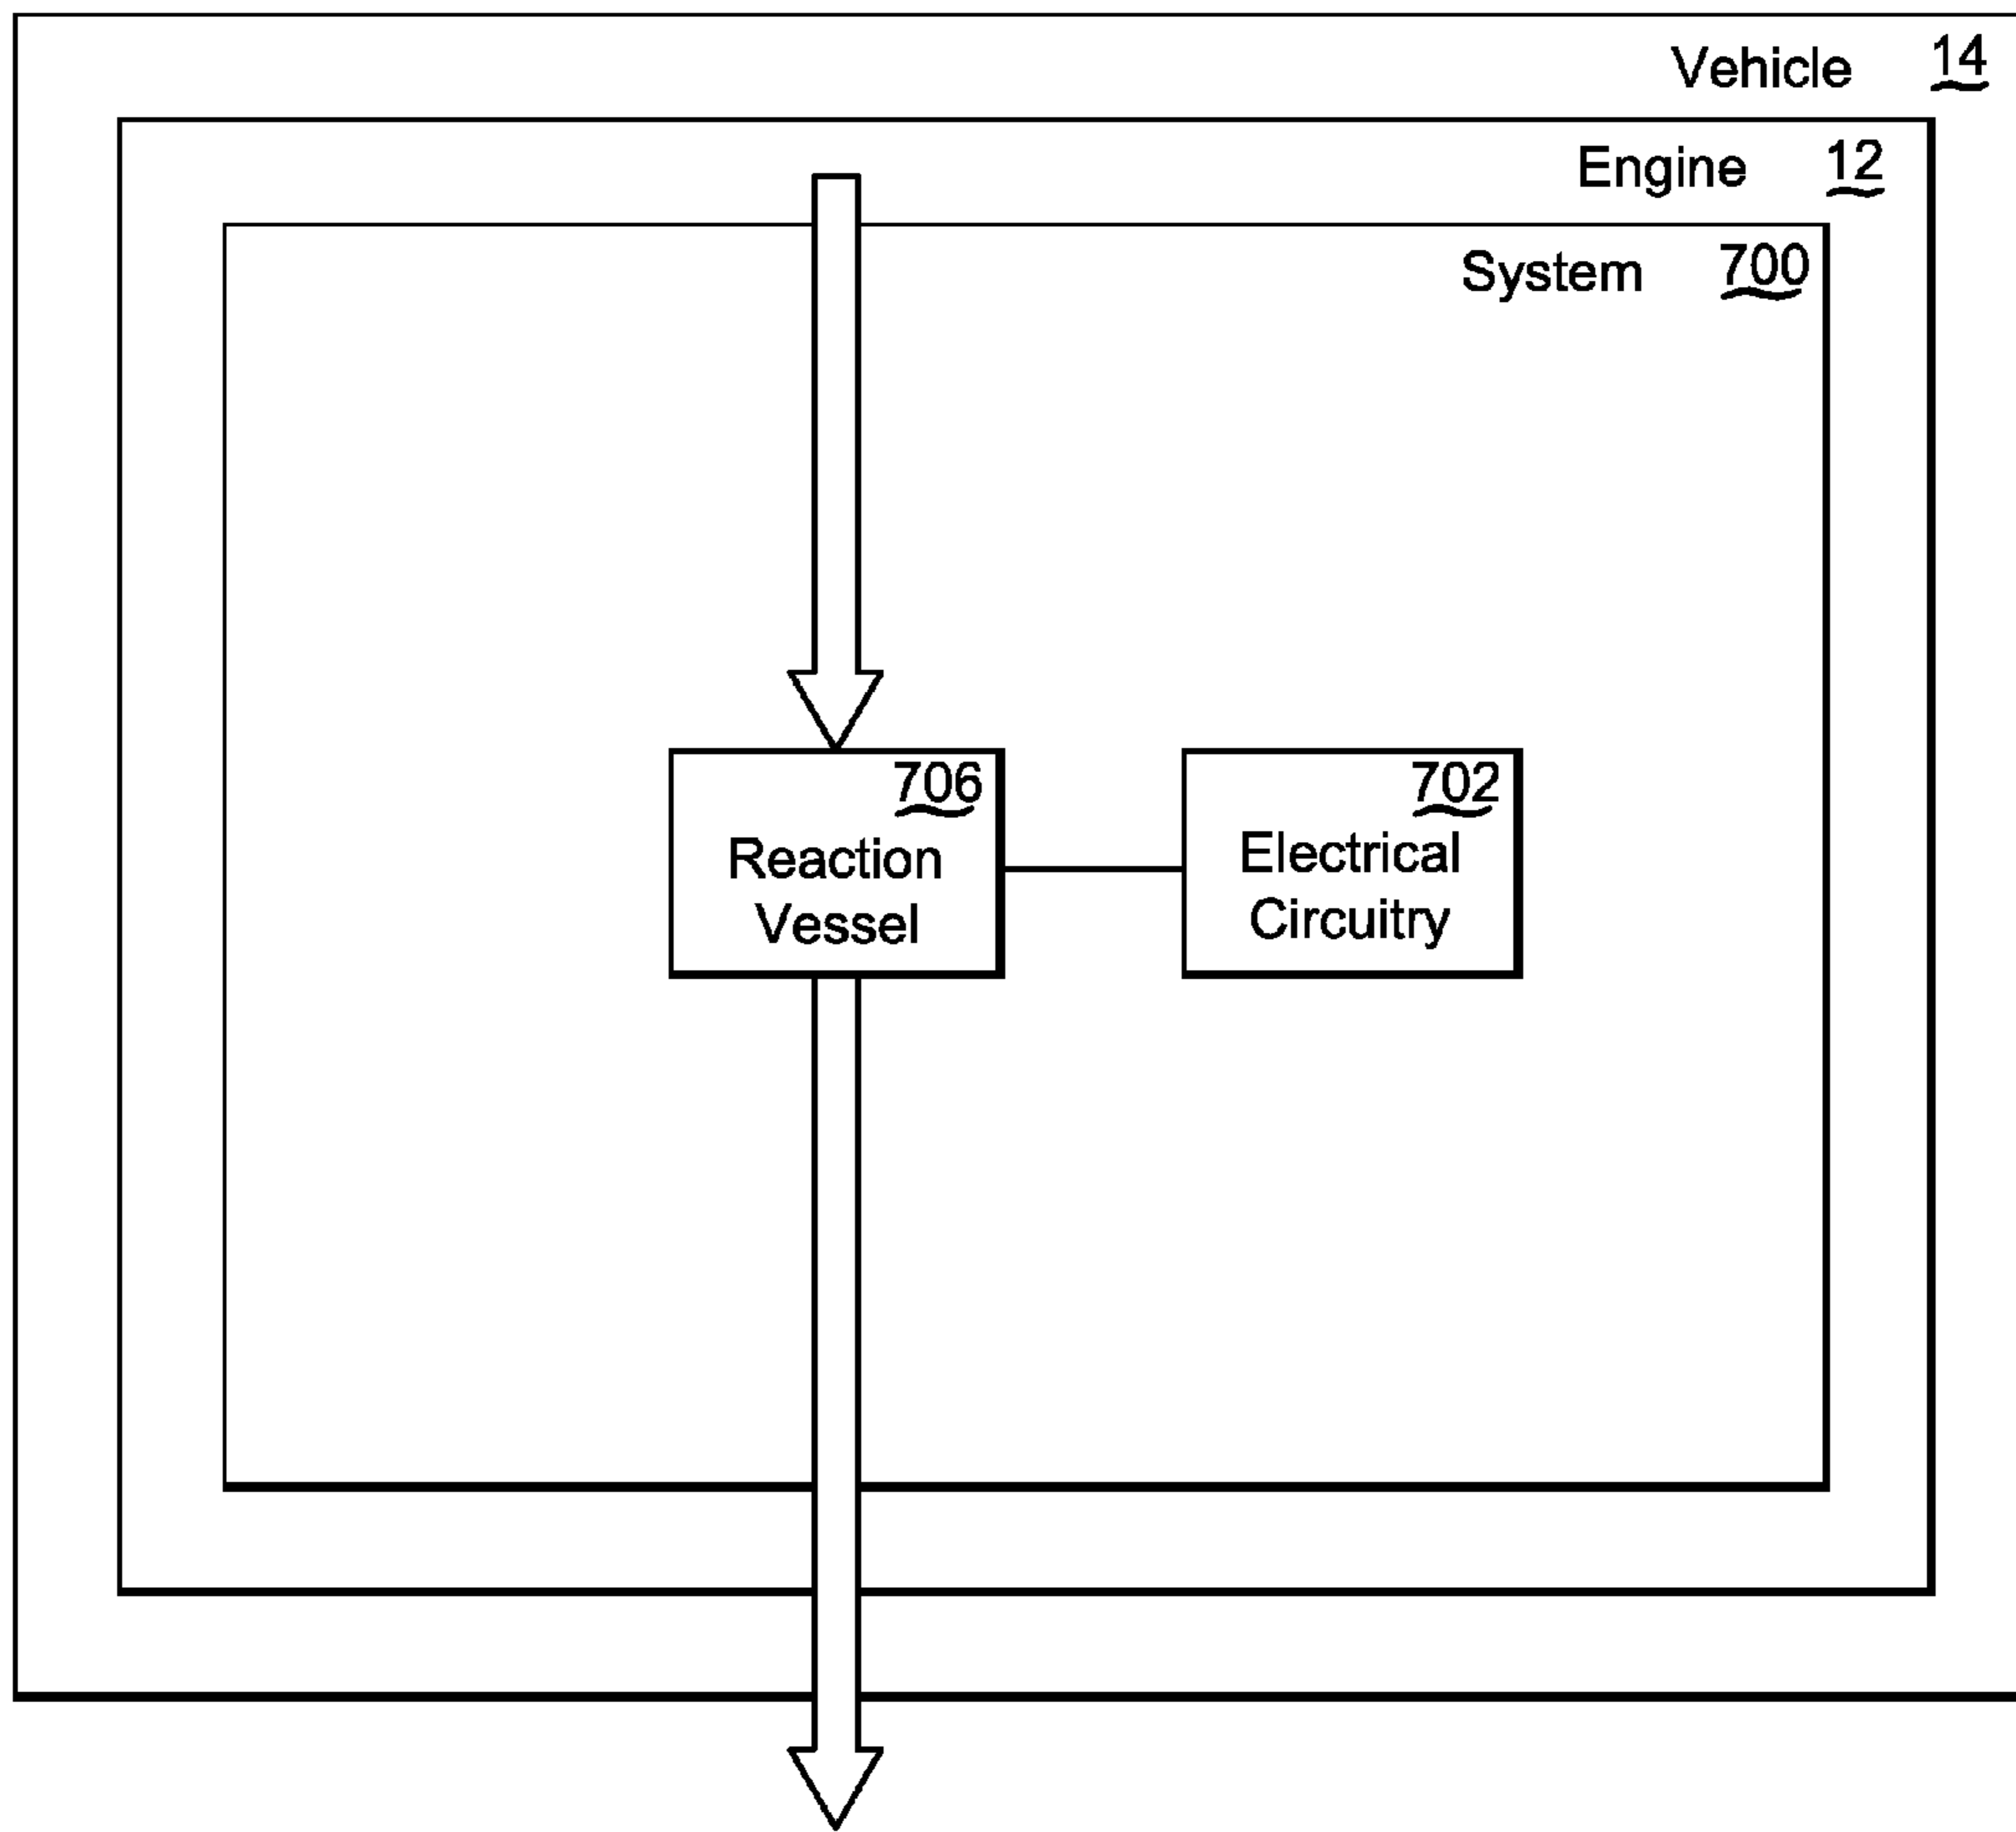 Vehicle 14
Engine 12
System 700
706
Reaction
Vessel
702
Electrical
Circuitry